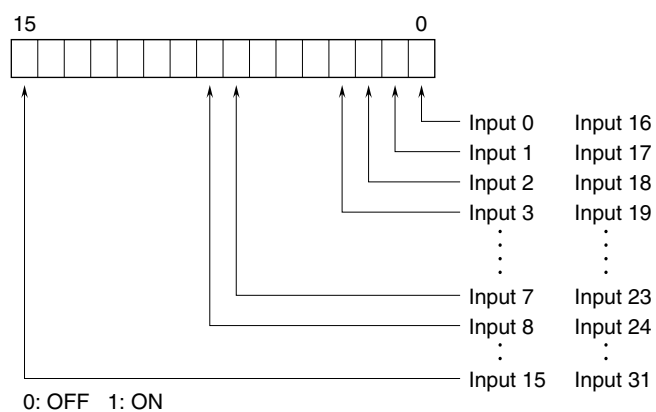 15 0
Input 0 Input 16
Input 1 Input 17
Input 2 Input 18
Input 3 Input 19
Input 7 Input 23
Input 8 Input 24
Input 15 Input 31
0: OFF 1: ON